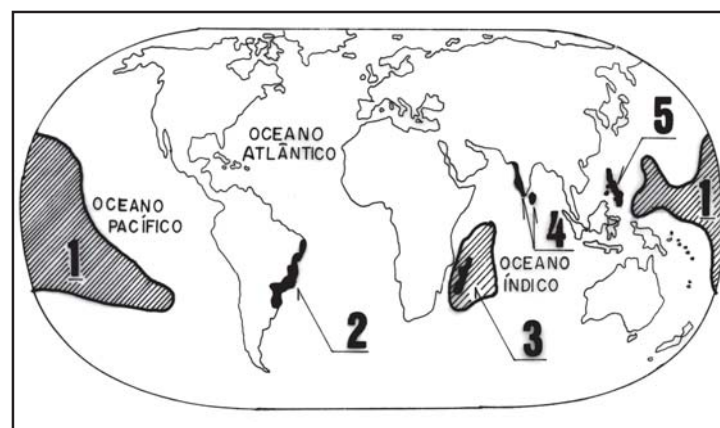 OCEANO
ATLÂNTICO
5
OCEANO
PACÍFICO
1
1
4
OCEANO
ÍNDICO
2
3